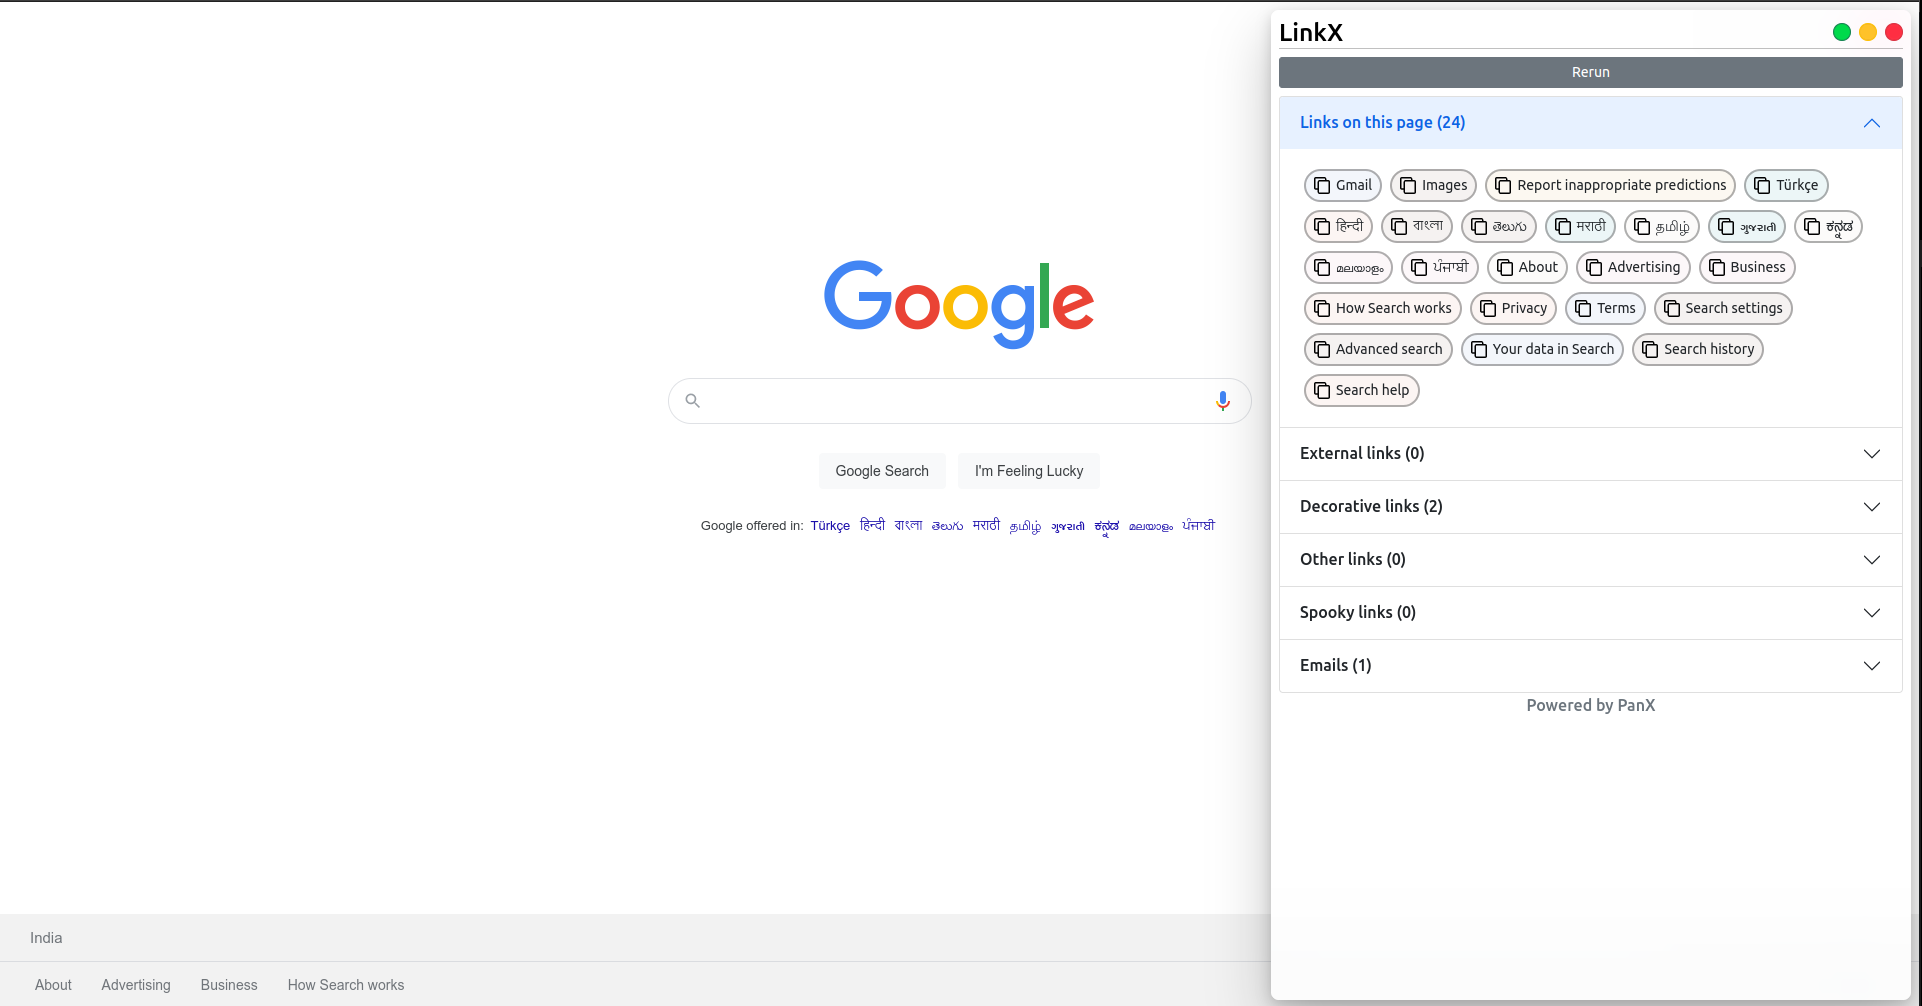 Google
Google Search
I'm Feeling Lucky
Google offered in: Türkçe हिन्दी বাংলা తెలుగు मराठी தமிழ் ગુજરાતી ಕನ್ನಡ മലയാളം ਪੰਜਾਬੀ
India
About Advertising Business How Search works
LinkX
Rerun
Links on this page (24)
Gmail Images Report inappropriate predictions Türkçe
हिन्दी বাংলা తెలుగు मराठी தமிழ் ગુજરાતી ಕನ್ನಡ
മലയാളം ਪੰਜਾਬੀ About Advertising Business
How Search works Privacy Terms Search settings
Advanced search Your data in Search Search history
Search help
External links (0)
Decorative links (2)
Other links (0)
Spooky links (0)
Emails (1)
Powered by PanX